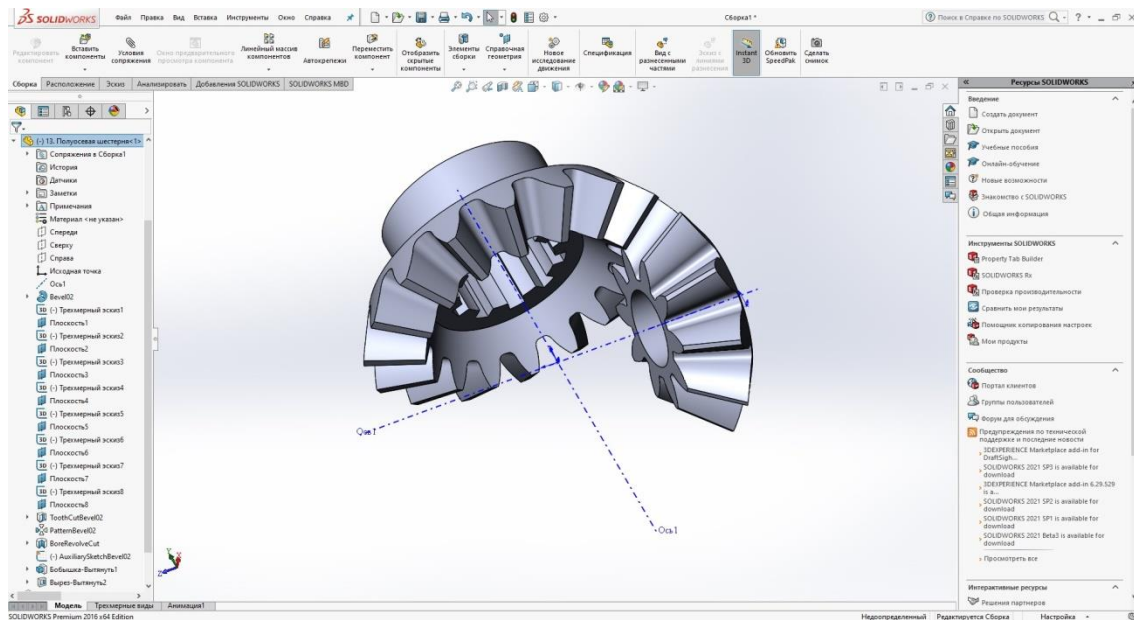 SOLIDWORKS
Файл Правка Вид Вставка Инструменты Окно Справка
Сборка1 *
Поиск в Справке по SOLIDWORKS
Редактировать компонент
Вставить компоненты
Условия сопряжения
Окно предварительного просмотра компонента
Линейный массив компонентов
Автокрепежи
Переместить компонент
Отобразить скрытые компоненты
Элементы сборки
Справочная геометрия
Новое исследование движения
Спецификация
Вид с разнесенными частями
Эскиз с линиями разнесения
Instant 3D
Обновить SpeedPak
Сделать снимок
Сборка Расположение Эскиз Анализировать Добавления SOLIDWORKS SOLIDWORKS MBD
(-) 13. Полуосевая шестерня<1>
Сопряжения в Сборка1
История
Датчики
Заметки
Примечания
Материал <не указан>
Спереди
Сверху
Справа
Исходная точка
Ось1
Bevel02
(-) Трехмерный эскиз1
Плоскость1
(-) Трехмерный эскиз2
Плоскость2
(-) Трехмерный эскиз3
Плоскость3
(-) Трехмерный эскиз4
Плоскость4
(-) Трехмерный эскиз5
Плоскость5
(-) Трехмерный эскиз6
Плоскость6
(-) Трехмерный эскиз7
Плоскость7
(-) Трехмерный эскиз8
Плоскость8
ToothCutBevel02
PatternBevel02
BoreRevolveCut
(-) AuxiliarySketchBevel02
Бобышка-Вытянуть1
Вырез-Вытянуть2
Ось1
Ось1
Ресурсы SOLIDWORKS
Введение
Создать документ
Открыть документ
Учебные пособия
Онлайн-обучение
Новые возможности
Знакомство с SOLIDWORKS
Общая информация
Инструменты SOLIDWORKS
Property Tab Builder
SOLIDWORKS Rx
Проверка производительности
Сравнить мои результаты
Помощник копирования настроек
Мои продукты
Сообщество
Портал клиентов
Группы пользователей
Форум для обсуждения
Предупреждения по технической
поддержке и последние новости
3DEXPERIENCE Marketplace add-in for
DraftSigh...
SOLIDWORKS 2021 SP3 is available for
download
3DEXPERIENCE Marketplace add-in 6.29.529
is a...
SOLIDWORKS 2021 SP2 is available for
download
SOLIDWORKS 2021 SP1 is available for
download
SOLIDWORKS 2021 Beta3 is available for
download
Просмотреть все
Интерактивные ресурсы
Решения партнеров
Модель Трехмерные виды Анимация1
SOLIDWORKS Premium 2016 x64 Edition
Недоопределенный Редактируется Сборка Настройка